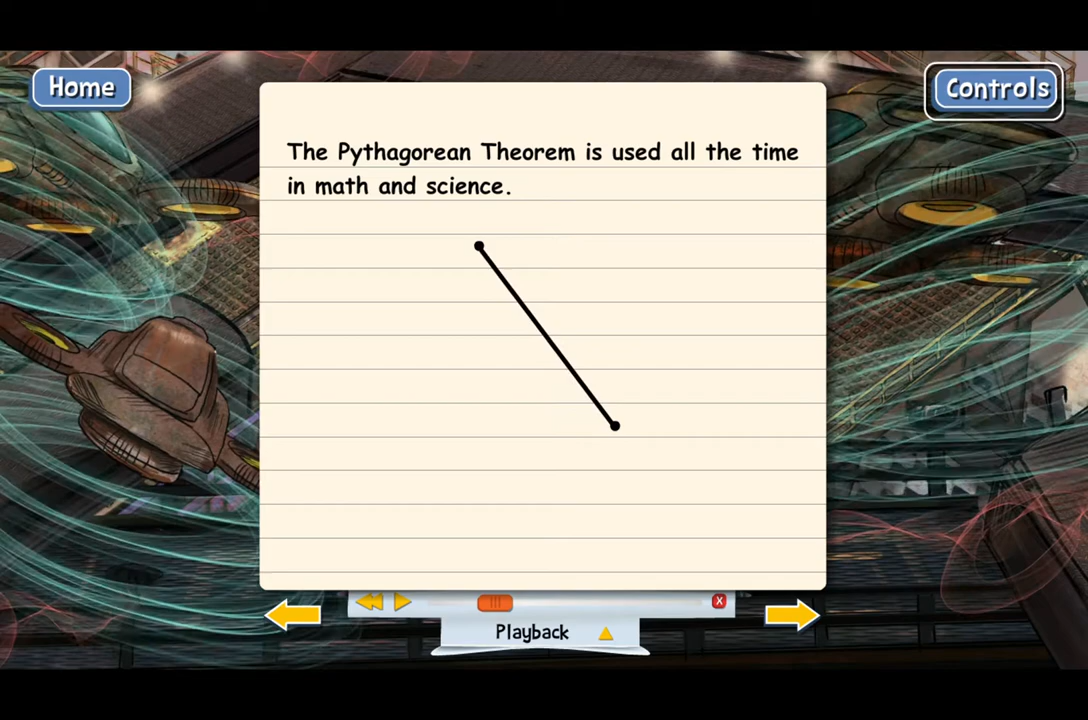 Home
Controls
The Pythagorean Theorem is used all the time
in math and science.
X
Playback